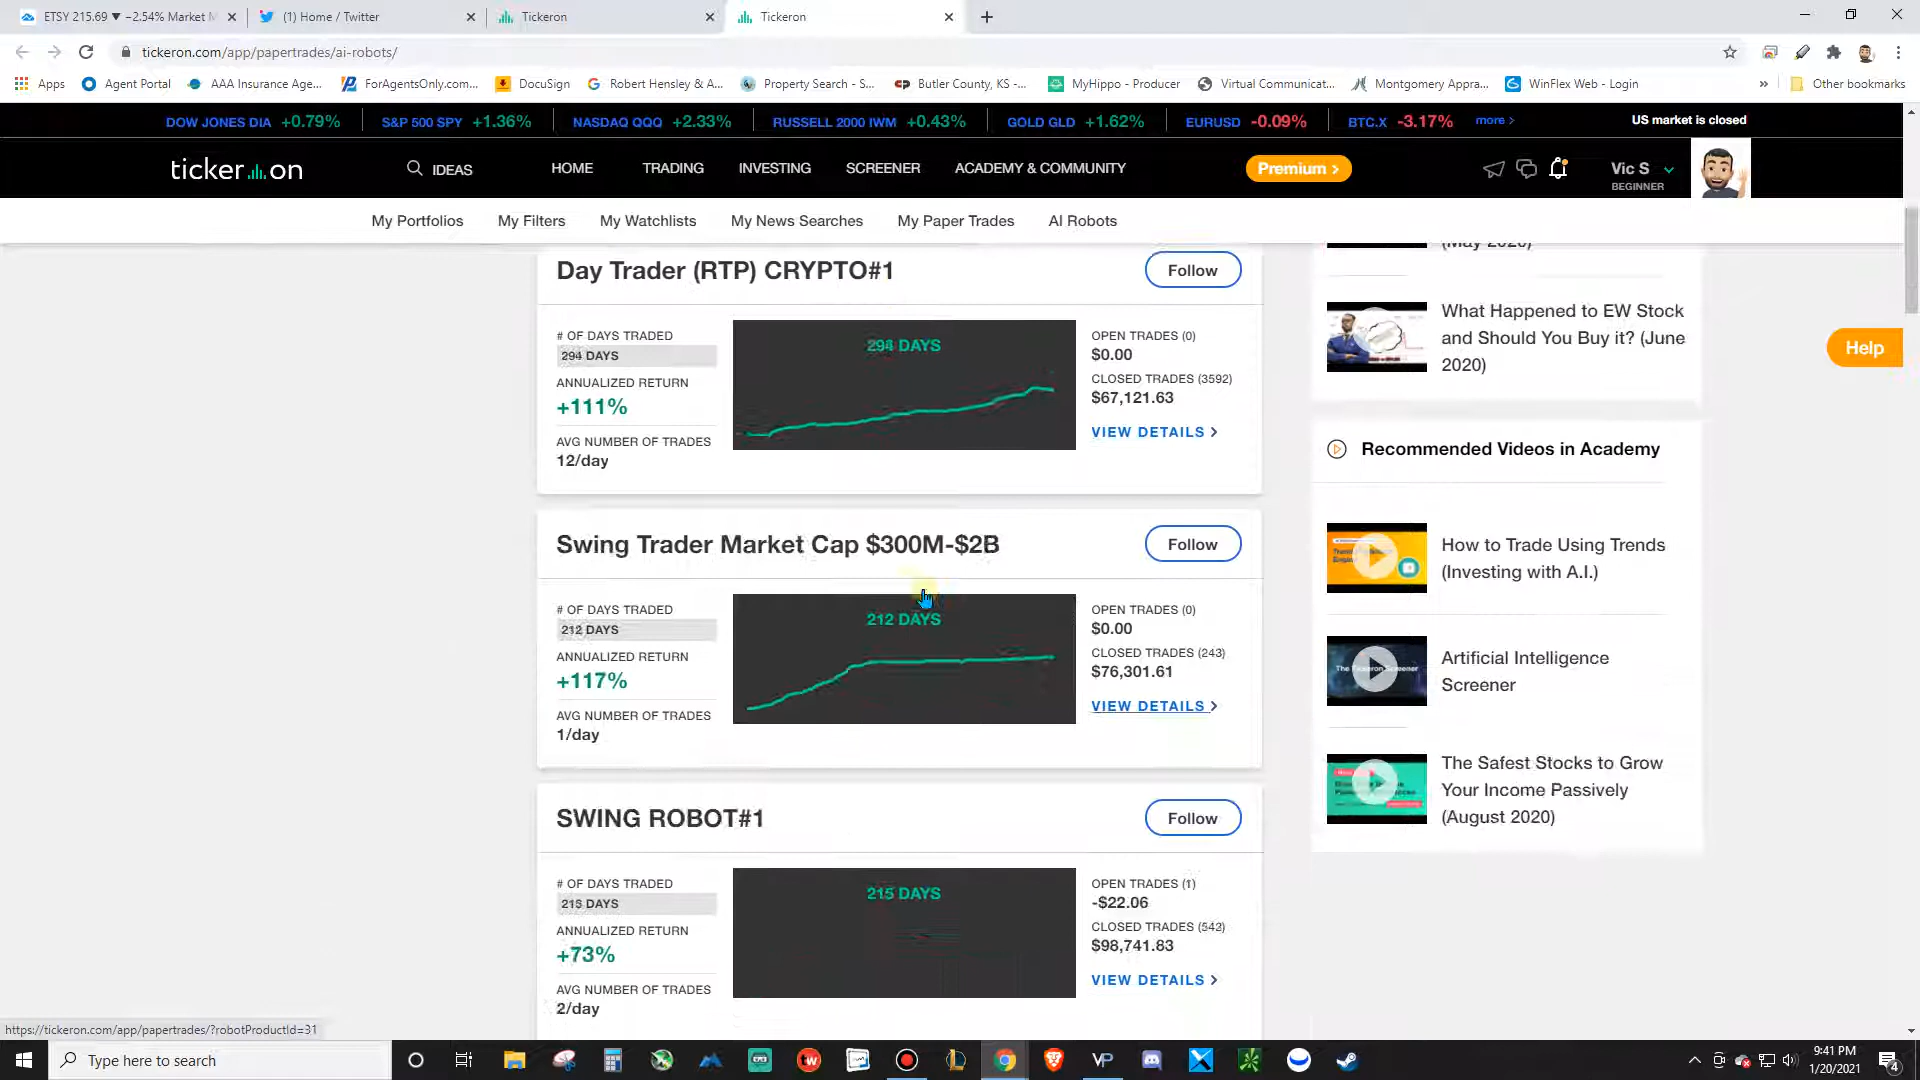 ETSY 215.69 ▼ −2.54% Market M
(1) Home / Twitter
Tickeron
Tickeron
tickeron.com/app/papertrades/ai-robots/
Apps
Agent Portal
AAA Insurance Age...
ForAgentsOnly.com...
DocuSign
Robert Hensley & A...
Property Search - S...
Butler County, KS -...
MyHippo - Producer
Virtual Communicat...
Montgomery Appra...
WinFlex Web - Login
»
Other bookmarks
DOW JONES DIA +0.79%
S&P 500 SPY +1.36%
NASDAQ QQQ +2.33%
RUSSELL 2000 IWM +0.43%
GOLD GLD +1.62%
EURUSD -0.09%
BTC.X -3.17%
more >
US market is closed
tickeron
IDEAS
HOME
TRADING
INVESTING
SCREENER
ACADEMY & COMMUNITY
Premium >
Vic S
BEGINNER
My Portfolios
My Filters
My Watchlists
My News Searches
My Paper Trades
AI Robots
Day Trader (RTP) CRYPTO#1
Follow
# OF DAYS TRADED
294 DAYS
ANNUALIZED RETURN
+111%
AVG NUMBER OF TRADES
12/day
294 DAYS
OPEN TRADES (0)
$0.00
CLOSED TRADES (3592)
$67,121.63
VIEW DETAILS >
Swing Trader Market Cap $300M-$2B
Follow
# OF DAYS TRADED
212 DAYS
ANNUALIZED RETURN
+117%
AVG NUMBER OF TRADES
1/day
212 DAYS
OPEN TRADES (0)
$0.00
CLOSED TRADES (243)
$76,301.61
VIEW DETAILS >
SWING ROBOT#1
Follow
# OF DAYS TRADED
215 DAYS
ANNUALIZED RETURN
+73%
AVG NUMBER OF TRADES
2/day
215 DAYS
OPEN TRADES (1)
-$22.06
CLOSED TRADES (542)
$98,741.83
VIEW DETAILS >
(May 2020)
What Happened to EW Stock
and Should You Buy it? (June
2020)
Help
Recommended Videos in Academy
How to Trade Using Trends
(Investing with A.I.)
Artificial Intelligence
Screener
The Safest Stocks to Grow
Your Income Passively
(August 2020)
https://tickeron.com/app/papertrades/?robotProductId=31
Type here to search
9:41 PM
1/20/2021
4